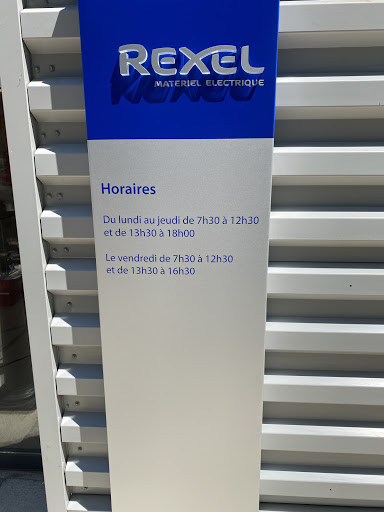 REXEL
MATERIEL ELECTRIQUE
Horaires
Du lundi au jeudi de 7h30 à 12h30
et de 13h30 à 18h00
Le vendredi de 7h30 à 12h30
et de 13h30 à 16h30